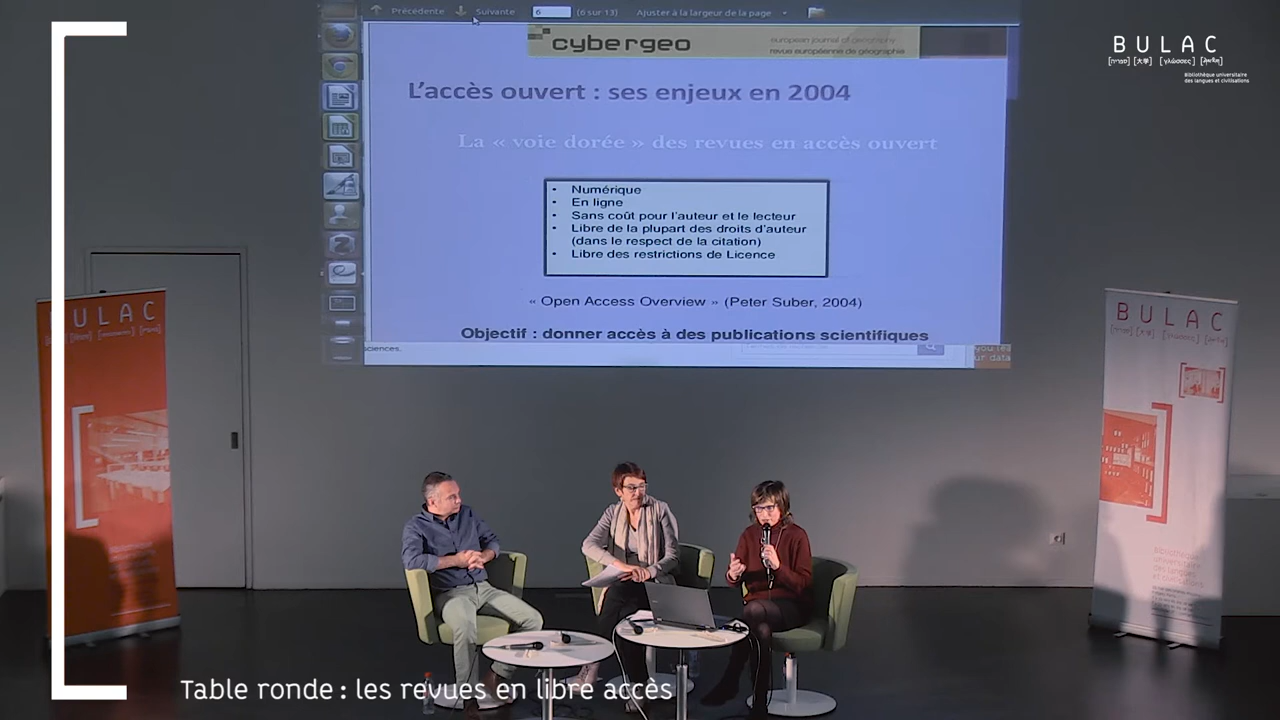 Précédente
Suivante
6
(6 sur 13)
Ajuster à la largeur de la page
cybergeo
european journal of geography
revue européenne de géographie
L'accès ouvert : ses enjeux en 2004
La « voie dorée » des revues en accès ouvert
• Numérique
• En ligne
• Sans coût pour l'auteur et le lecteur
• Libre de la plupart des droits d'auteur
(dans le respect de la citation)
• Libre des restrictions de Licence
« Open Access Overview » (Peter Suber, 2004)
Objectif : donner accès à des publications scientifiques
sciences.
BULAC
[大學] [γλώσσες]
Bibliothèque universitaire
des langues et civilisations
BULAC
BULAC
Table ronde : les revues en libre accès